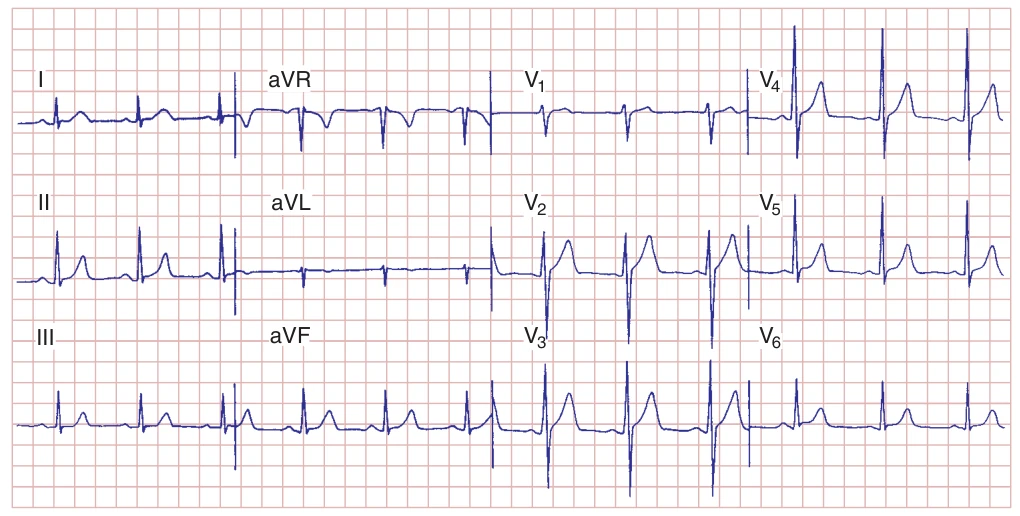 I aVR V₁ V₄
II aVL V₂ V₅
III aVF V₃ V₆